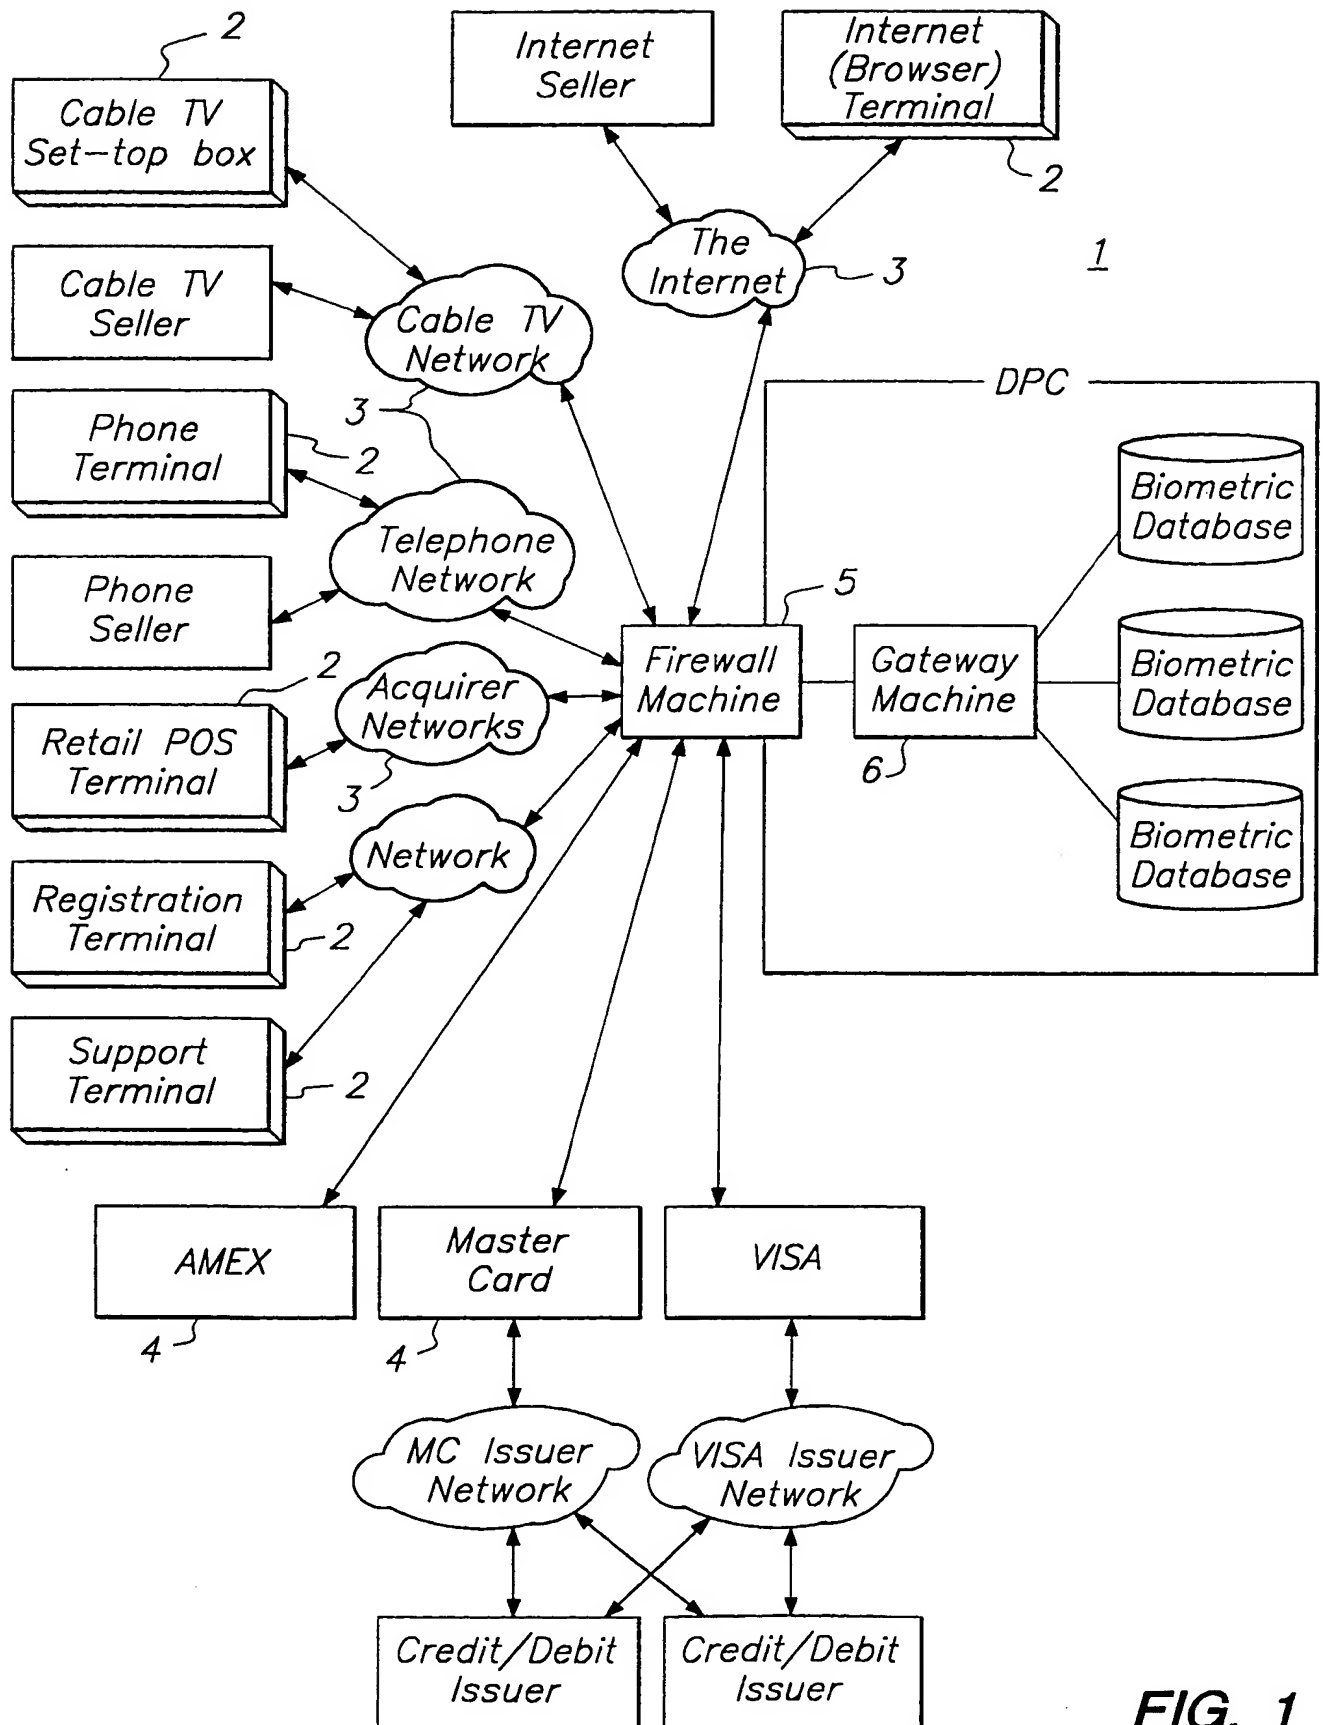 2
Internet
Seller
Internet
(Browser)
Terminal
2
Cable TV
Set-top box
The
Internet
3
1
Cable TV
Seller
Cable TV
Network
3
DPC
Phone
Terminal
2
Telephone
Network
Phone
Seller
Biometric
Database
5
Firewall
Machine
Gateway
Machine
6
Biometric
Database
2
Acquirer
Networks
3
Retail POS
Terminal
Biometric
Database
Network
Registration
Terminal
2
Support
Terminal
2
AMEX
4
Master
Card
4
VISA
MC Issuer
Network
VISA Issuer
Network
Credit/Debit
Issuer
Credit/Debit
Issuer
FIG. 1